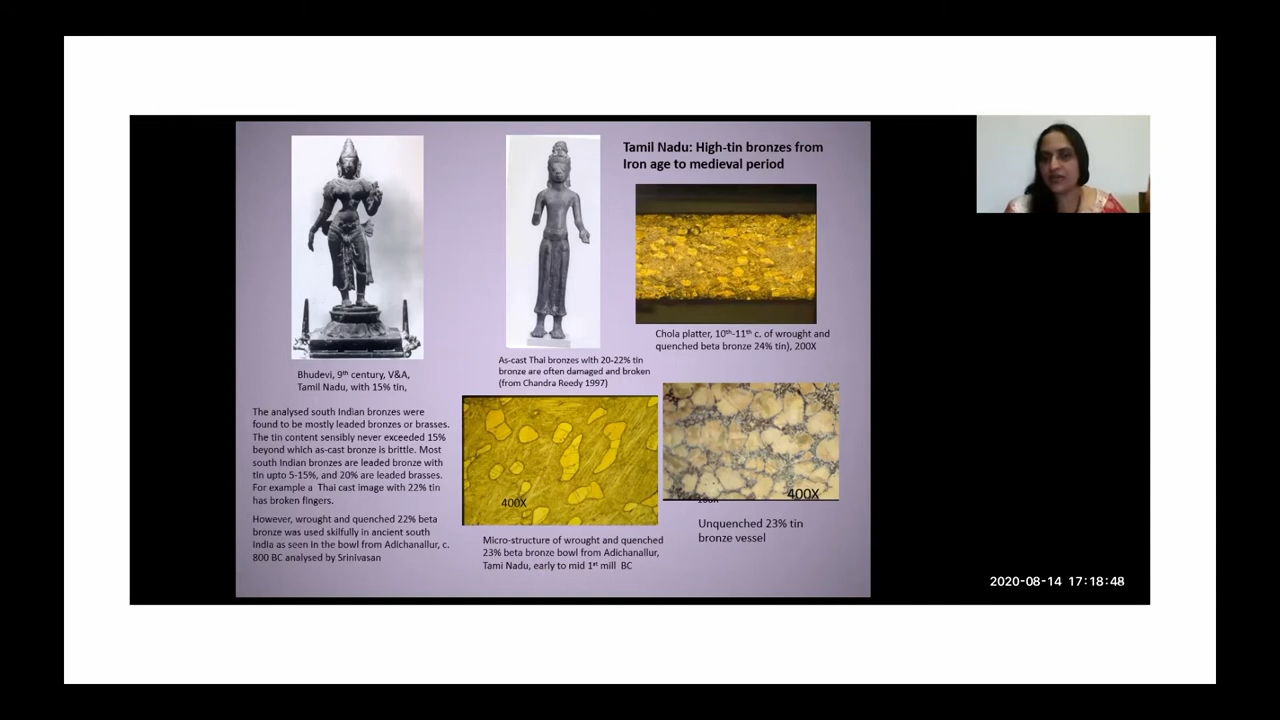 Tamil Nadu: High-tin bronzes from
Iron age to medieval period
Chola platter, 10th-11th c. of wrought and
quenched beta bronze 24% tin), 200X
Bhudevi, 9th century, V&A,
Tamil Nadu, with 15% tin,
As-cast Thai bronzes with 20-22% tin
bronze are often damaged and broken
(from Chandra Reedy 1997)
The analysed south Indian bronzes were
found to be mostly leaded bronzes or brasses.
The tin content sensibly never exceeded 15%
beyond which as-cast bronze is brittle. Most
south Indian bronzes are leaded bronze with
tin upto 5-15%, and 20% are leaded brasses.
For example a Thai cast image with 22% tin
has broken fingers.
However, wrought and quenched 22% beta
bronze was used skilfully in ancient south
India as seen in the bowl from Adichanallur, c.
800 BC analysed by Srinivasan
400X
Micro-structure of wrought and quenched
23% beta bronze bowl from Adichanallur,
Tami Nadu, early to mid 1st mill BC
400X
Unquenched 23% tin
bronze vessel
2020-08-14 17:18:48